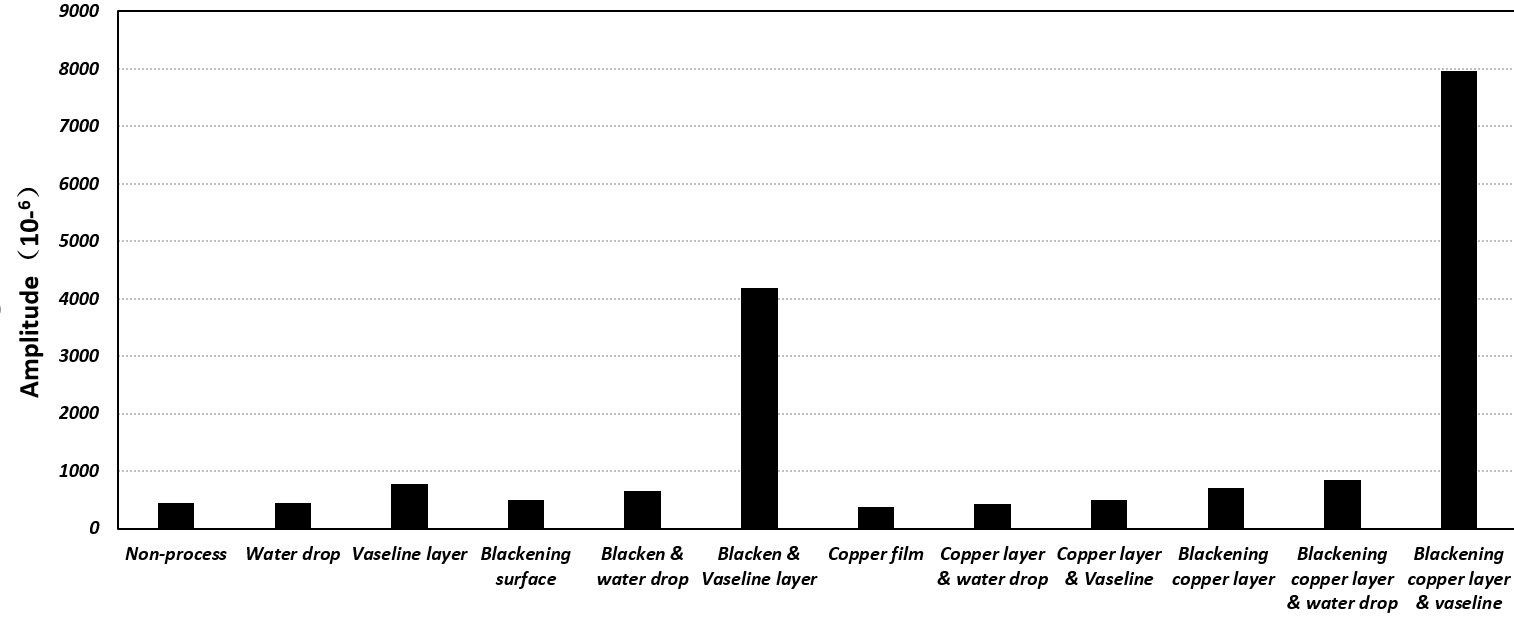 9000
8000
7000
6000
5000
4000
3000
2000
1000
0
Amplitude（10-⁶）
Non-process
Water drop
Vaseline layer
Blackening
surface
Blacken &
water drop
Blacken &
Vaseline layer
Copper film
Copper layer
& water drop
Copper layer
& Vaseline
Blackening
copper layer
Blackening
copper layer
& water drop
Blackening
copper layer
& vaseline